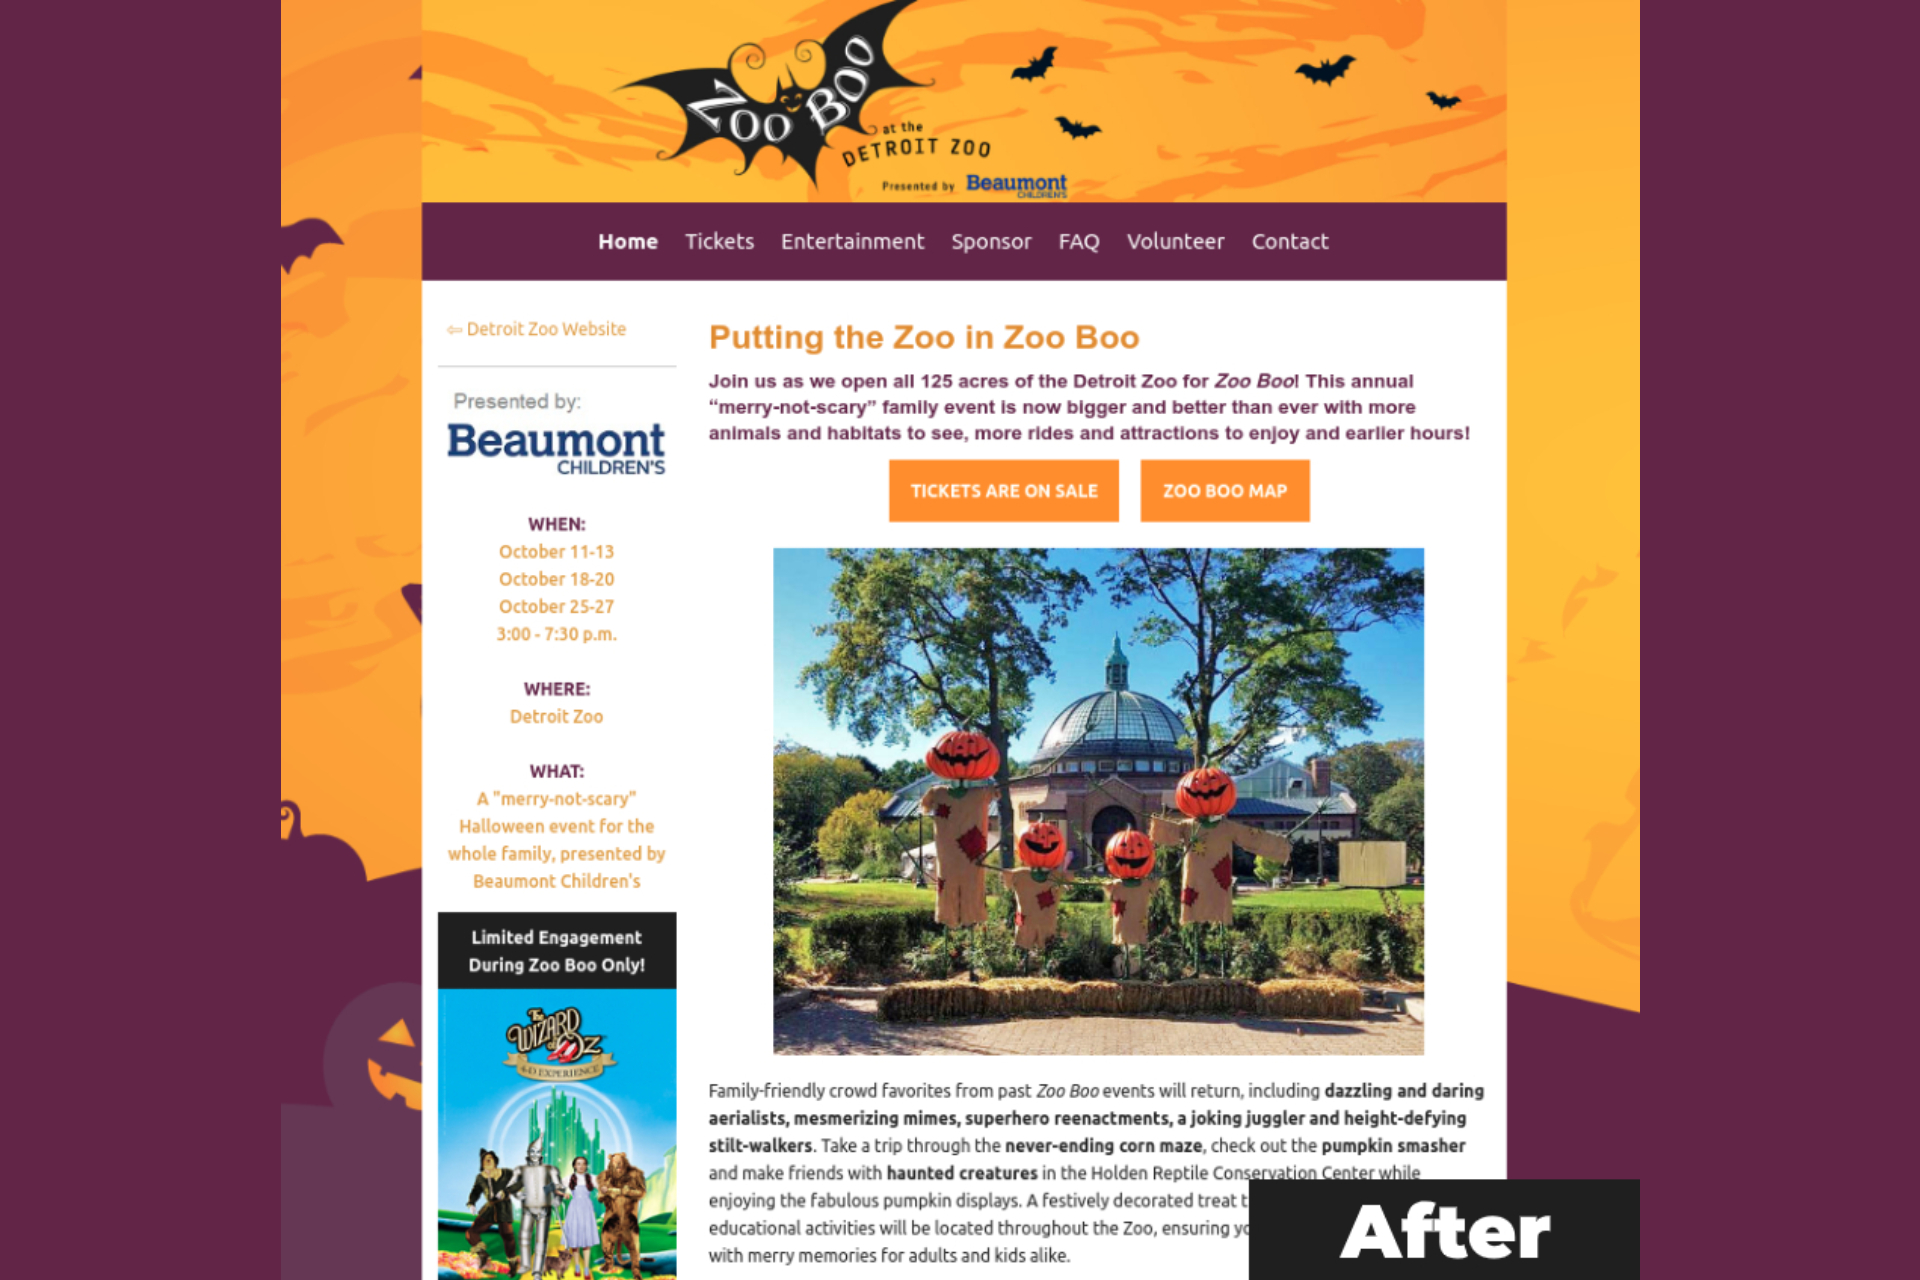 ZOO BOO
at the
DETROIT ZOO
Presented by Beaumont
CHILDREN'S
Home Tickets Entertainment Sponsor FAQ Volunteer Contact
⇦ Detroit Zoo Website
Presented by:
Beaumont
CHILDREN'S
WHEN:
October 11-13
October 18-20
October 25-27
3:00 - 7:30 p.m.
WHERE:
Detroit Zoo
WHAT:
A "merry-not-scary"
Halloween event for the
whole family, presented by
Beaumont Children's
Limited Engagement
During Zoo Boo Only!
The
WIZARD
of OZ
4-D EXPERIENCE
Putting the Zoo in Zoo Boo
Join us as we open all 125 acres of the Detroit Zoo for Zoo Boo! This annual
“merry-not-scary” family event is now bigger and better than ever with more
animals and habitats to see, more rides and attractions to enjoy and earlier hours!
TICKETS ARE ON SALE ZOO BOO MAP
Family-friendly crowd favorites from past Zoo Boo events will return, including dazzling and daring
aerialists, mesmerizing mimes, superhero reenactments, a joking juggler and height-defying
stilt-walkers. Take a trip through the never-ending corn maze, check out the pumpkin smasher
and make friends with haunted creatures in the Holden Reptile Conservation Center while
enjoying the fabulous pumpkin displays. A festively decorated treat
educational activities will be located throughout the Zoo, ensuring
with merry memories for adults and kids alike.
After